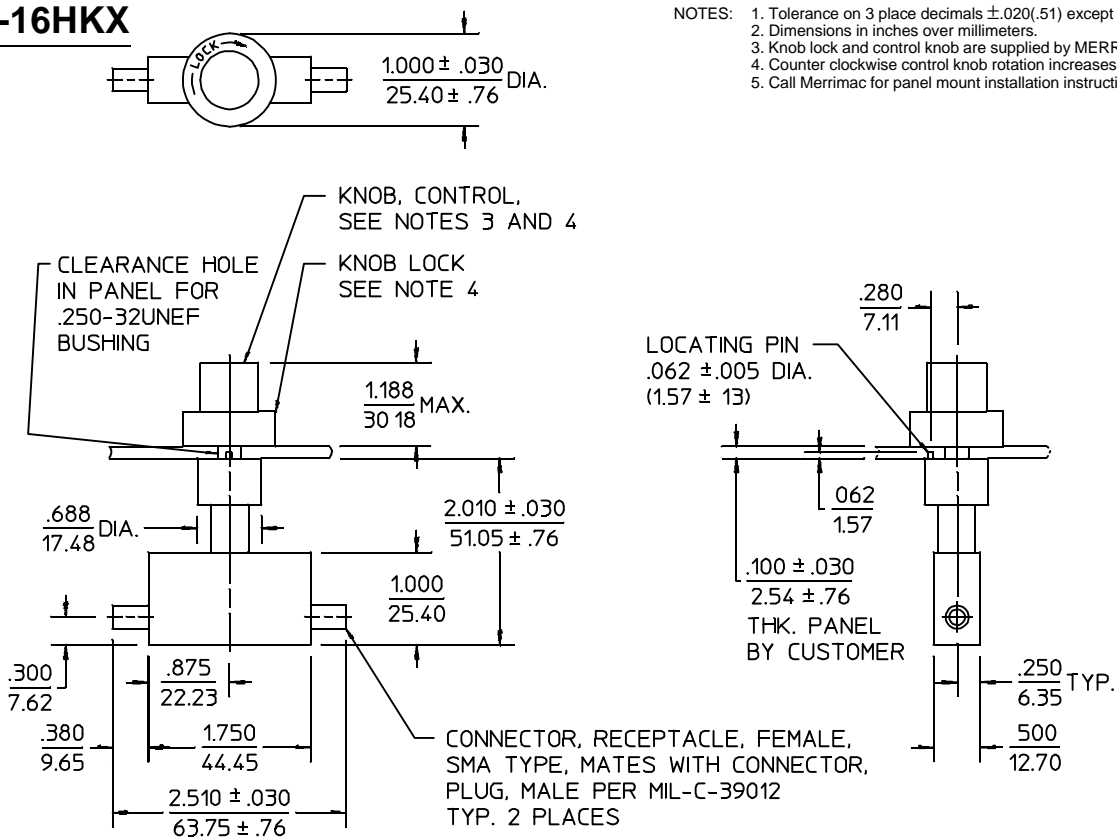 -16HKX
NOTES: 1. Tolerance on 3 place decimals ±.020(.51) except
2. Dimensions in inches over millimeters.
3. Knob lock and control knob are supplied by MERR
4. Counter clockwise control knob rotation increases
5. Call Merrimac for panel mount installation instructi
LOCK
1.000 ± .030
25.40 ± .76
DIA.
KNOB, CONTROL,
SEE NOTES 3 AND 4
KNOB LOCK
SEE NOTE 4
CLEARANCE HOLE
IN PANEL FOR
.250-32UNEF
BUSHING
1.188
30 18
MAX.
.688
17.48
DIA.
2.010 ± .030
51.05 ± .76
1.000
25.40
.300
7.62
.875
22.23
.380
9.65
1.750
44.45
2.510 ± .030
63.75 ± .76
CONNECTOR, RECEPTACLE, FEMALE,
SMA TYPE, MATES WITH CONNECTOR,
PLUG, MALE PER MIL-C-39012
TYP. 2 PLACES
.280
7.11
LOCATING PIN
.062 ±.005 DIA.
(1.57 ± 13)
062
1.57
.100 ± .030
2.54 ± .76
THK. PANEL
BY CUSTOMER
.250
6.35
TYP.
500
12.70